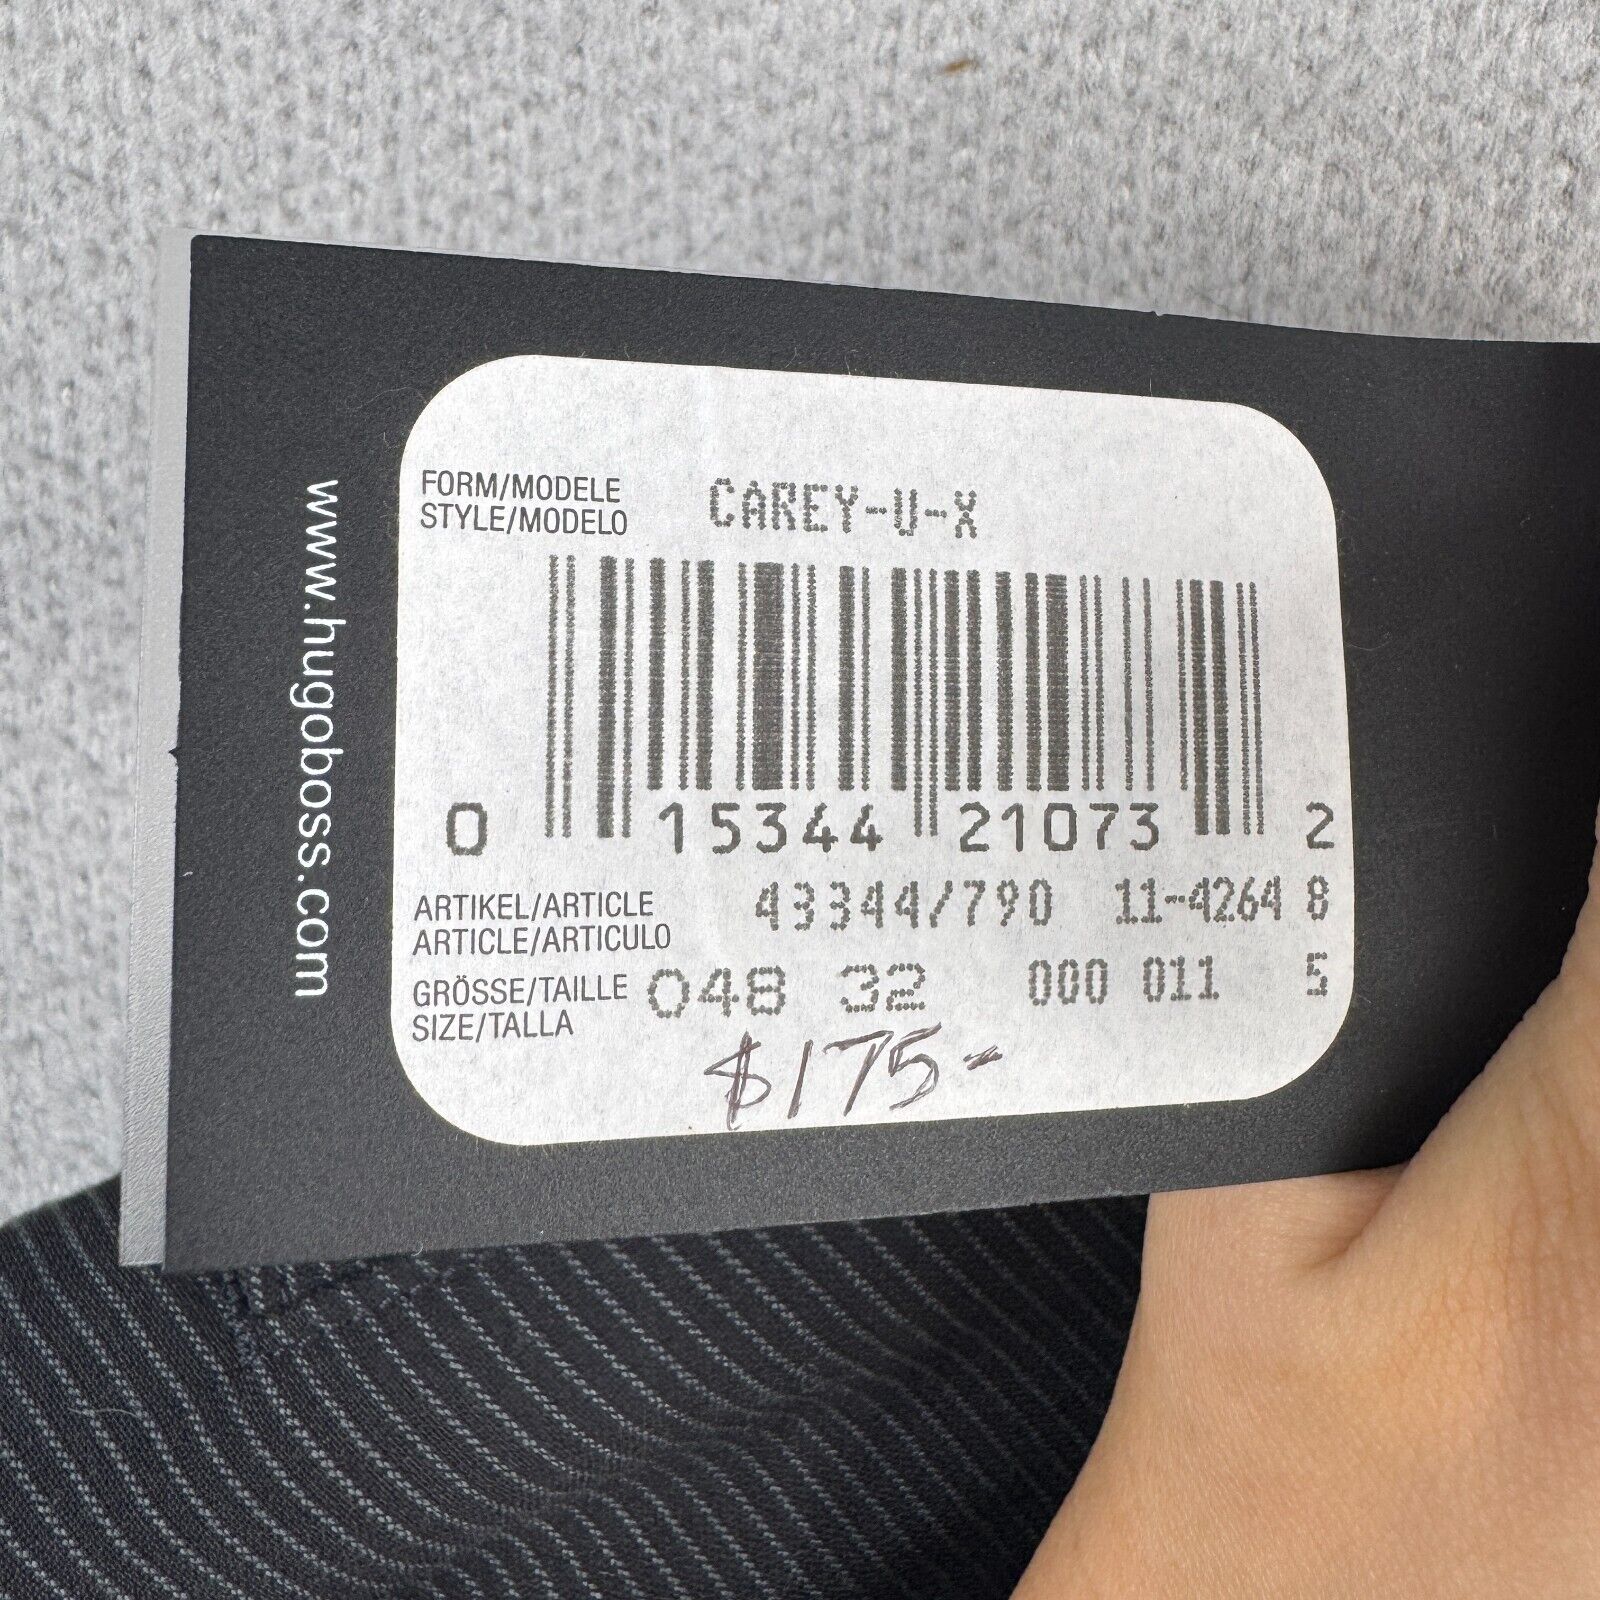 www.hugoboss.com
FORM/MODELE
STYLE/MODELO
CAREY-U-X
0 15344 21073 2
ARTIKEL/ARTICLE
ARTICLE/ARTICULO
43344/790 11-4264 8
GRÖSSE/TAILLE
SIZE/TALLA
048 32 000 011 5
$175-